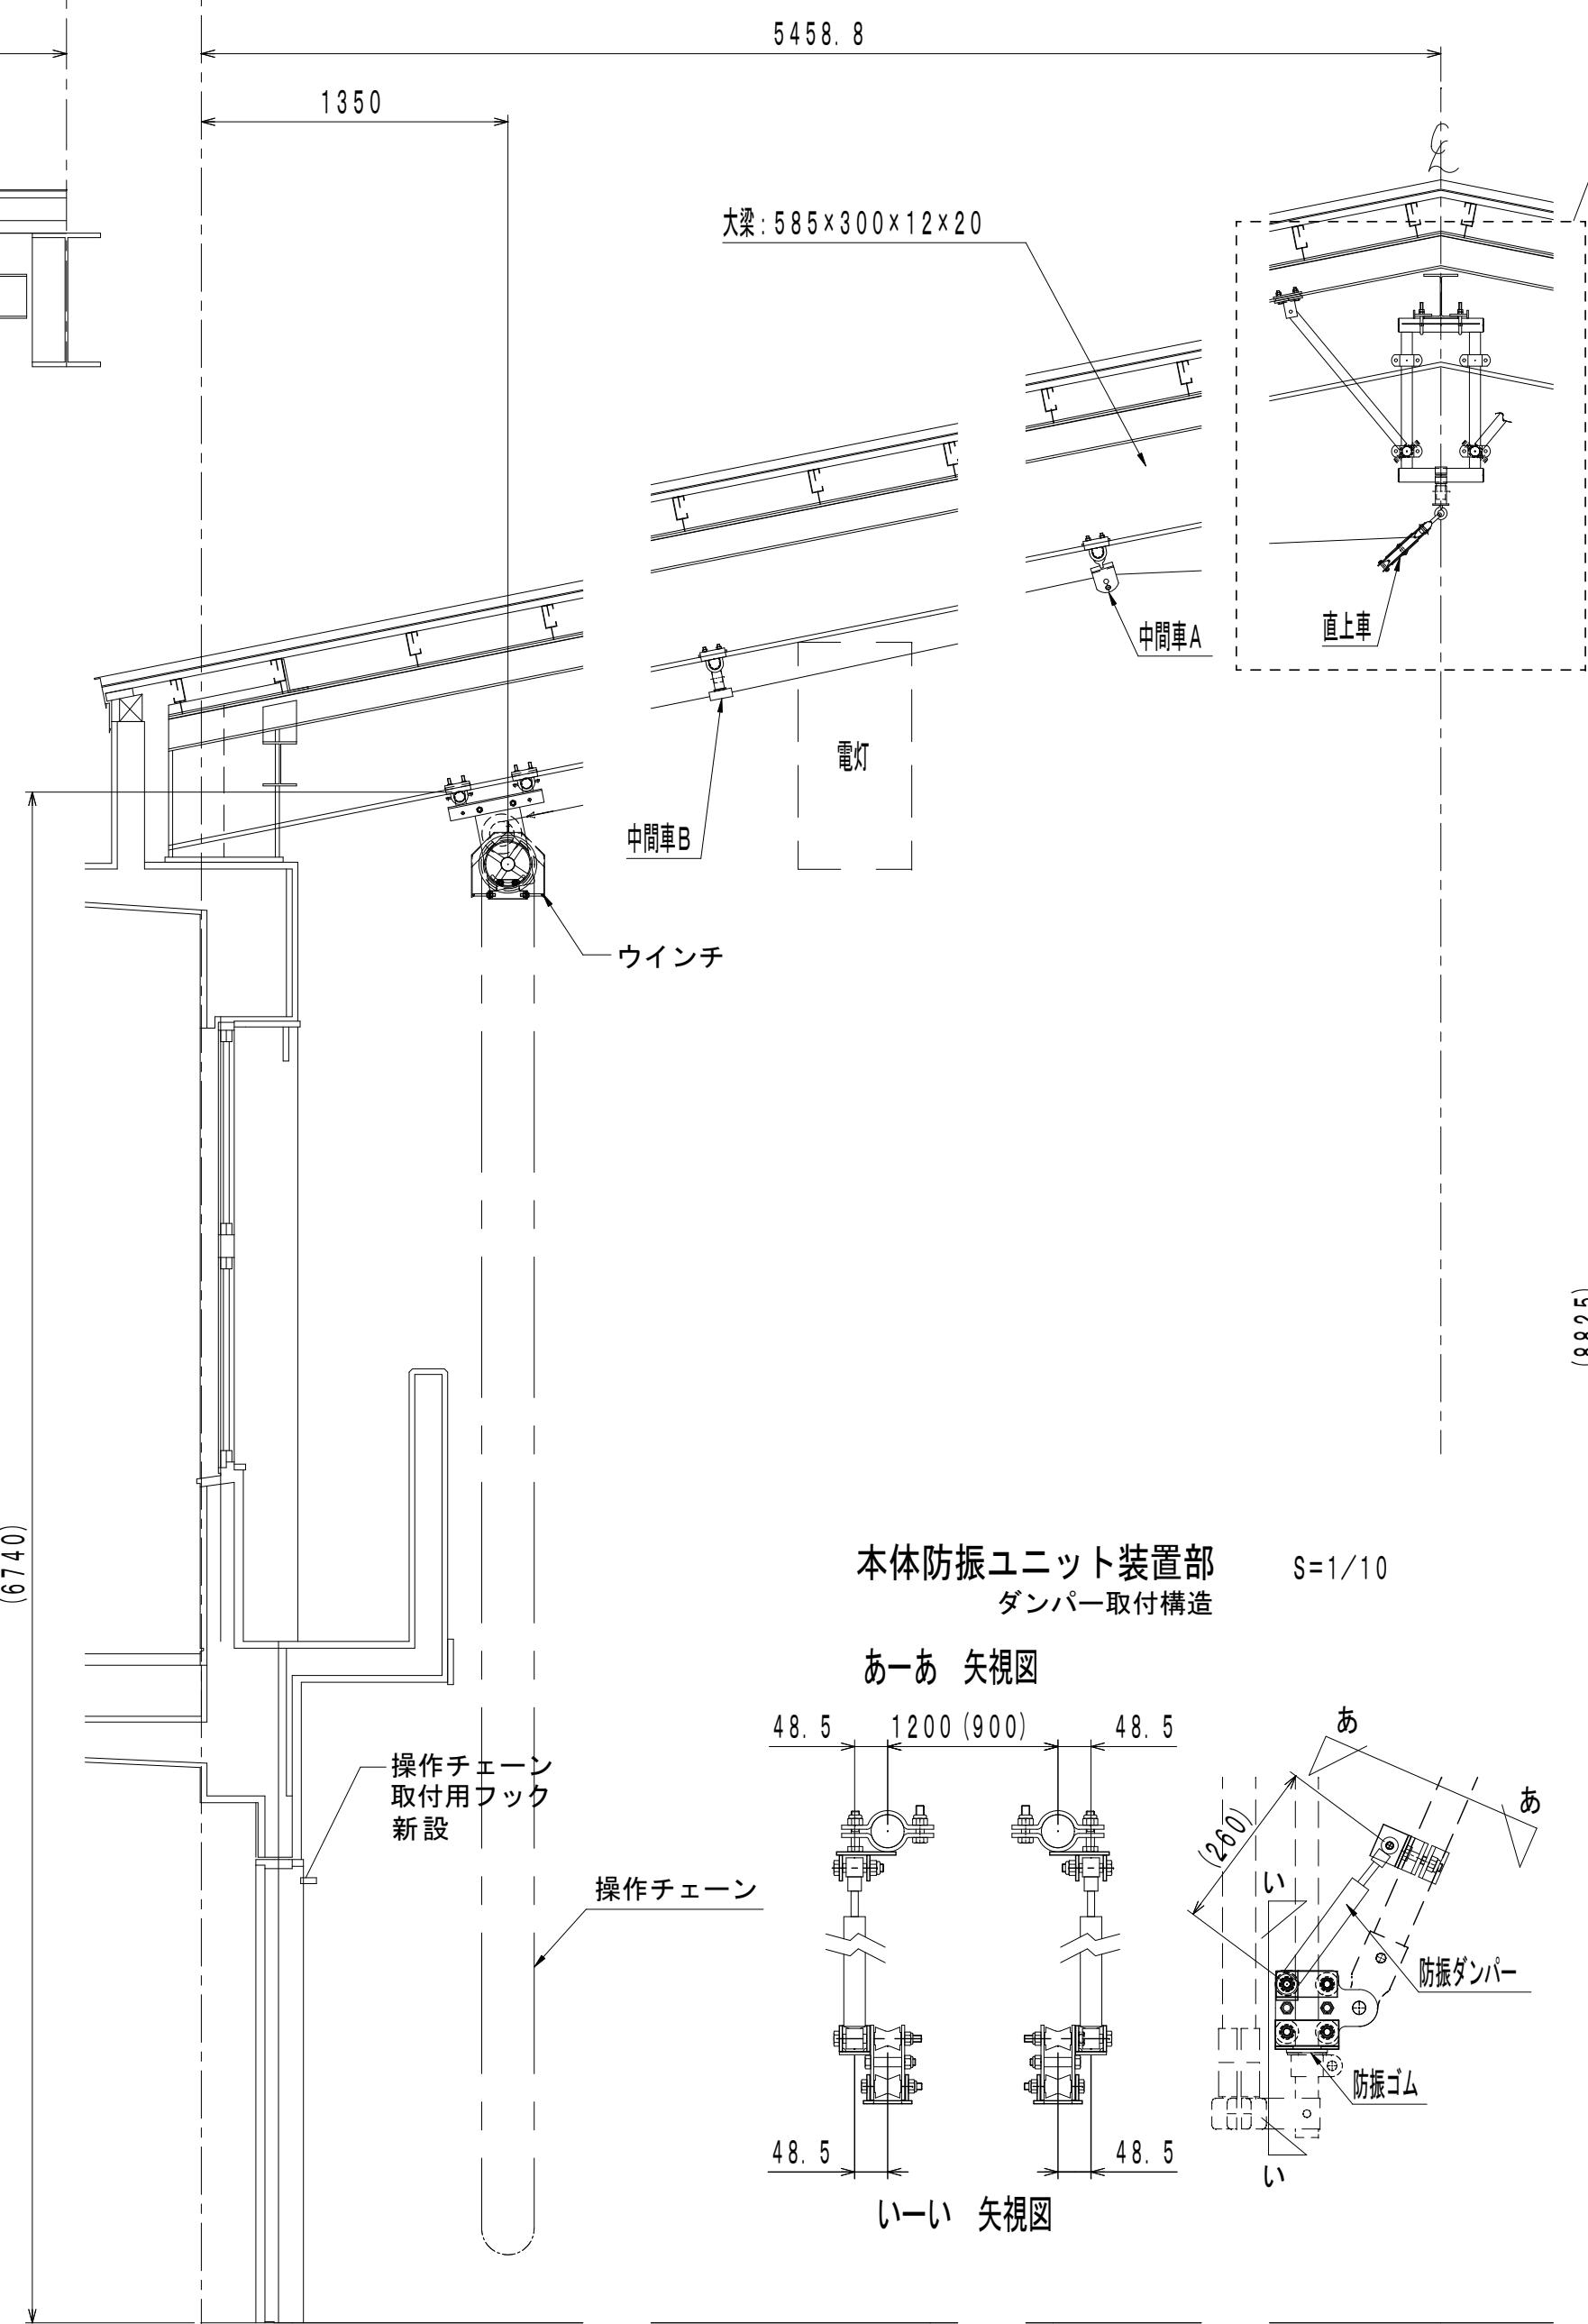 5458.8
1350
大梁:585×300×12×20
中間車A
直上車
電灯
中間車B
ウインチ
(8825)
(6740)
本体防振ユニット装置部 S=1/10
ダンパー取付構造
あーあ 矢視図
48.5 1200(900) 48.5
あ
あ
操作チェーン
取付用フック
新設
(260)
い
操作チェーン
防振ダンパー
防振ゴム
48.5 48.5
い
いーい 矢視図